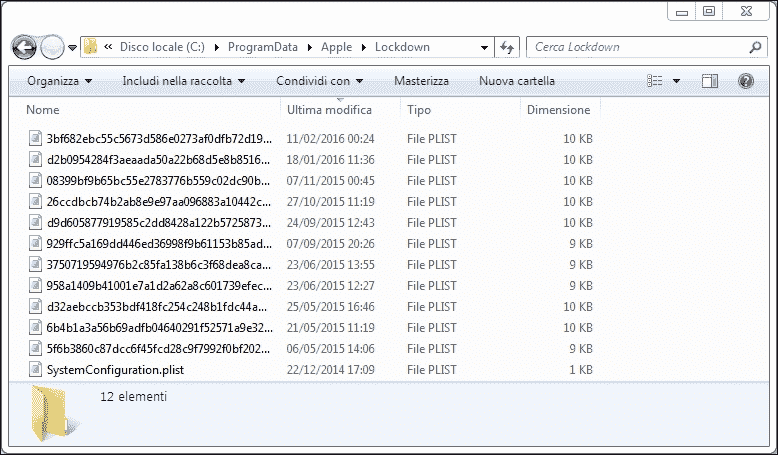 Disco locale (C:) ProgramData Apple Lockdown Cerca Lockdown
Organizza Includi nella raccolta Condividi con Masterizza Nuova cartella
Nome Ultima modifica Tipo Dimensione
3bf682ebc55c5673d586e0273af0dfb72d19... 11/02/2016 00:24 File PLIST 10 KB
d2b0954284f3aeaada50a22b68d5e8b8516... 18/01/2016 11:36 File PLIST 10 KB
08399bf9b65bc55e2783776b559c02dc90b... 07/11/2015 00:45 File PLIST 10 KB
26ccdbcb74b2ab8e9e97aa096883a10442c... 27/10/2015 11:19 File PLIST 10 KB
d9d605877919585c2dd8428a122b5725873... 24/09/2015 12:43 File PLIST 10 KB
929ffc5a169dd446ed36998f9b61153b85ad... 07/09/2015 20:26 File PLIST 9 KB
3750719594976b2c85fa138b6c3f68dea8ca... 23/06/2015 13:55 File PLIST 9 KB
958a1409b41001e7a1d2a62a8c601739efec... 23/06/2015 12:27 File PLIST 9 KB
d32aebccb353bdf418fc254c248b1fdc44a... 25/05/2015 16:46 File PLIST 10 KB
6b4b1a3a56b69adfb04640291f52571a9e32... 21/05/2015 11:19 File PLIST 10 KB
5f6b3860c87dcc6f45fcd28c9f7992f0bf202... 06/05/2015 14:06 File PLIST 9 KB
SystemConfiguration.plist 22/12/2014 17:09 File PLIST 1 KB
12 elementi